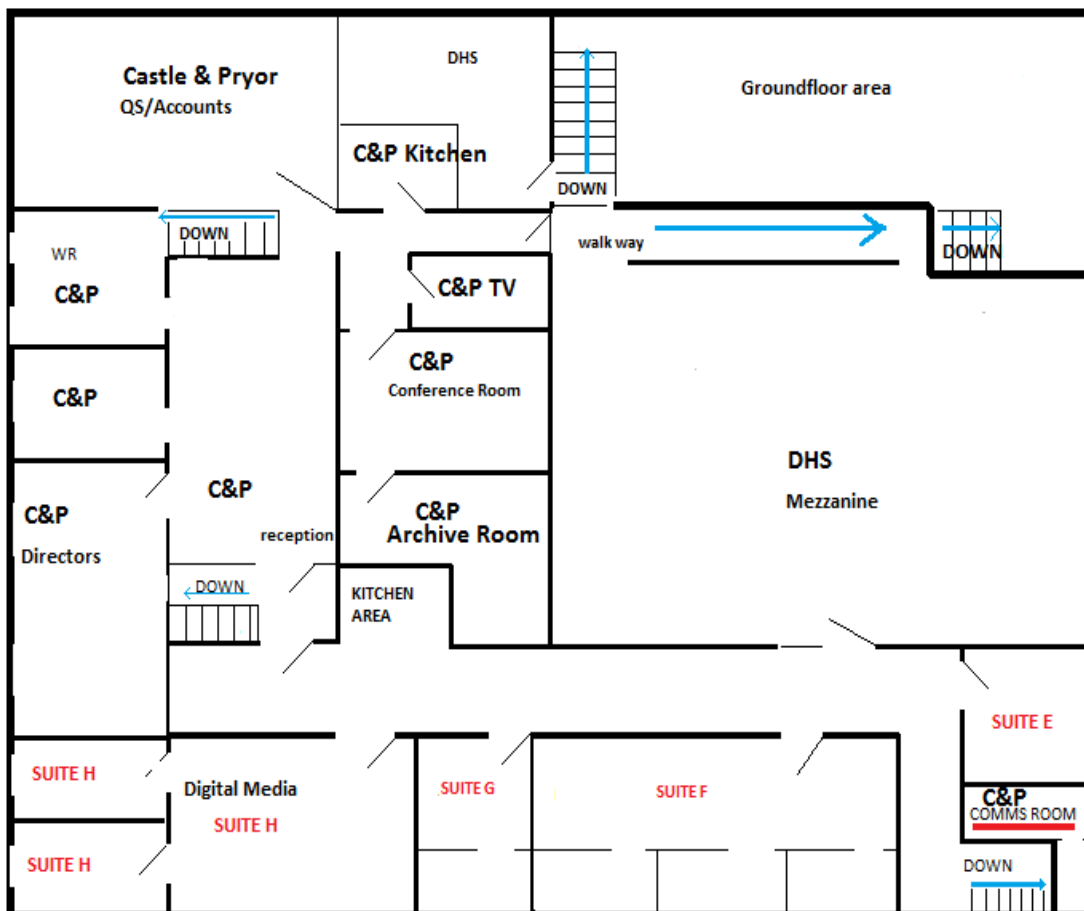 Castle & Pryor
QS/Accounts
DHS
Groundfloor area
C&P Kitchen
DOWN
DOWN
walk way
DOWN
WR
C&P
C&P TV
C&P
Conference Room
C&P
C&P
Directors
C&P
reception
C&P
Archive Room
DHS
Mezzanine
DOWN
KITCHEN
AREA
SUITE E
SUITE H
Digital Media
SUITE H
SUITE G
SUITE F
C&P
COMMS ROOM
SUITE H
DOWN